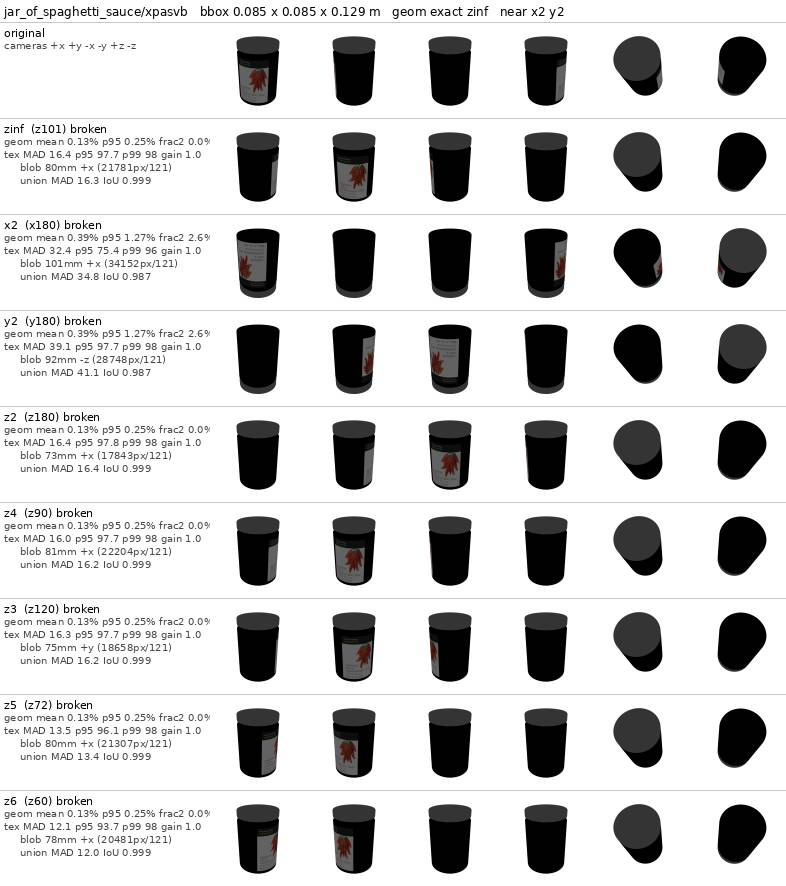 jar_of_spaghetti_sauce/xpasvb bbox 0.085 x 0.085 x 0.129 m geom exact zinf near x2 y2
original
cameras +x +y -x -y +z -z
zinf (z101) broken
geom mean 0.13% p95 0.25% frac2 0.0%
tex MAD 16.4 p95 97.7 p99 98 gain 1.0
blob 80mm +x (21781px/121)
union MAD 16.3 IoU 0.999
x2 (x180) broken
geom mean 0.39% p95 1.27% frac2 2.6%
tex MAD 32.4 p95 75.4 p99 96 gain 1.0
blob 101mm +x (34152px/121)
union MAD 34.8 IoU 0.987
y2 (y180) broken
geom mean 0.39% p95 1.27% frac2 2.6%
tex MAD 39.1 p95 97.7 p99 98 gain 1.0
blob 92mm -z (28748px/121)
union MAD 41.1 IoU 0.987
z2 (z180) broken
geom mean 0.13% p95 0.25% frac2 0.0%
tex MAD 16.4 p95 97.8 p99 98 gain 1.0
blob 73mm +x (17843px/121)
union MAD 16.4 IoU 0.999
z4 (z90) broken
geom mean 0.13% p95 0.25% frac2 0.0%
tex MAD 16.0 p95 97.7 p99 98 gain 1.0
blob 81mm +x (22204px/121)
union MAD 16.2 IoU 0.999
z3 (z120) broken
geom mean 0.13% p95 0.25% frac2 0.0%
tex MAD 16.3 p95 97.7 p99 98 gain 1.0
blob 75mm +y (18658px/121)
union MAD 16.2 IoU 0.999
z5 (z72) broken
geom mean 0.13% p95 0.25% frac2 0.0%
tex MAD 13.5 p95 96.1 p99 98 gain 1.0
blob 80mm +x (21307px/121)
union MAD 13.4 IoU 0.999
z6 (z60) broken
geom mean 0.13% p95 0.25% frac2 0.0%
tex MAD 12.1 p95 93.7 p99 98 gain 1.0
blob 78mm +x (20481px/121)
union MAD 12.0 IoU 0.999